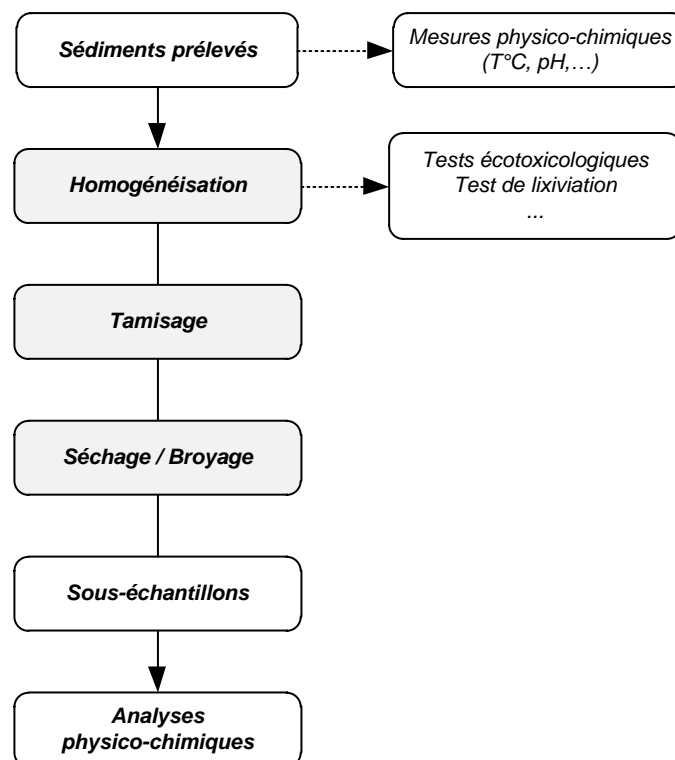 Sédiments prélevés
Mesures physico-chimiques
(T°C, pH,...)
Homogénéisation
Tests écotoxicologiques
Test de lixiviation
...
Tamisage
Séchage / Broyage
Sous-échantillons
Analyses
physico-chimiques